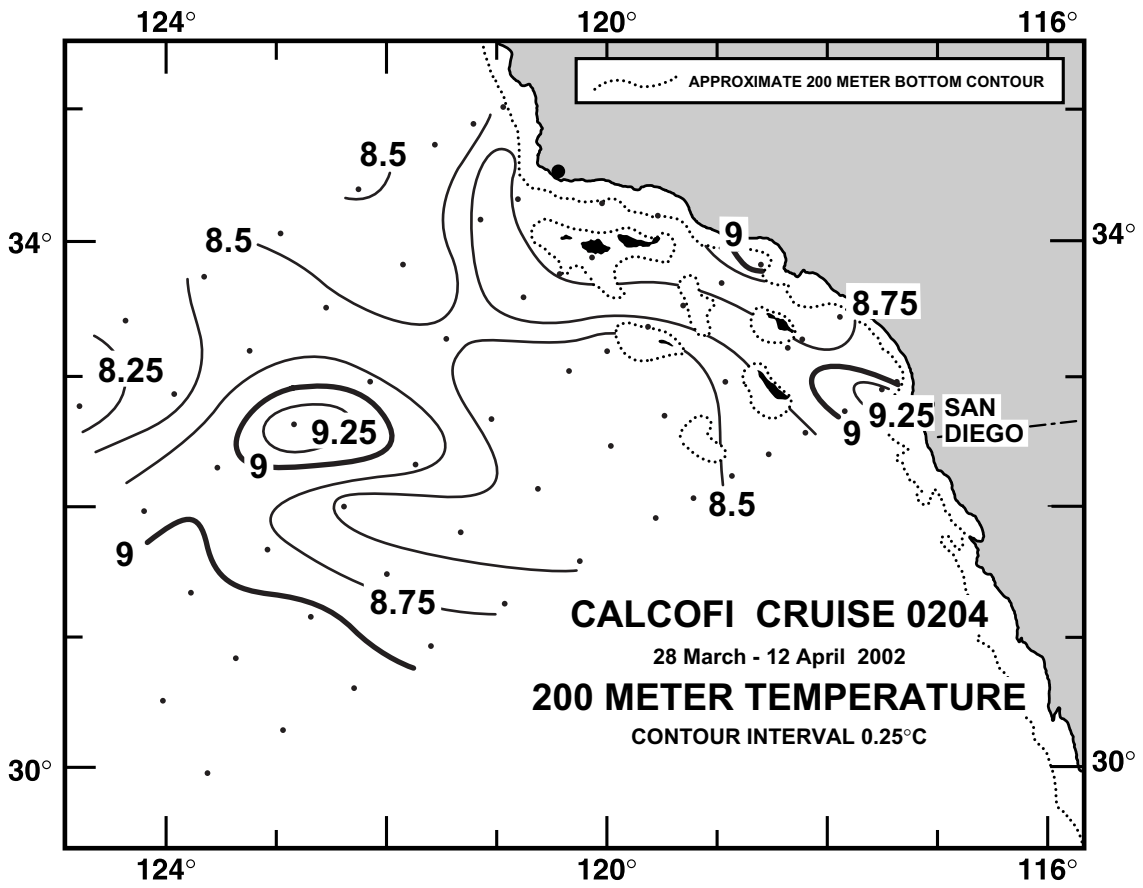 124° 120° 116°
APPROXIMATE 200 METER BOTTOM CONTOUR
8.5
8.5
9
34° 34°
8.75
8.25
9.25
9
9.25
9
SAN
DIEGO
8.5
9
8.75
CALCOFI CRUISE 0204
28 March - 12 April 2002
200 METER TEMPERATURE
CONTOUR INTERVAL 0.25°C
30° 30°
124° 120° 116°